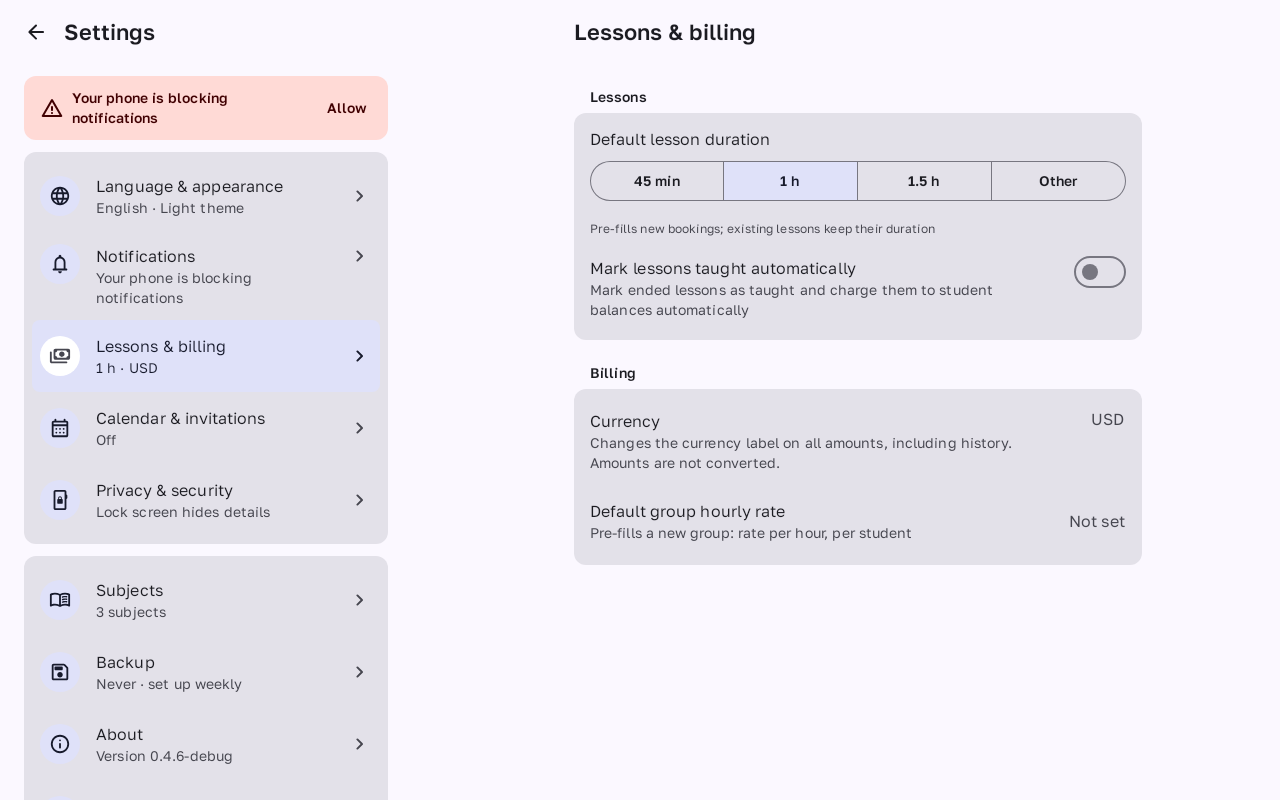 Settings
Your phone is blocking
notifications
Allow
Language & appearance
English · Light theme
Notifications
Your phone is blocking
notifications
Lessons & billing
1 h · USD
Calendar & invitations
Off
Privacy & security
Lock screen hides details
Subjects
3 subjects
Backup
Never · set up weekly
About
Version 0.4.6-debug
Lessons & billing
Lessons
Default lesson duration
45 min
1 h
1.5 h
Other
Pre-fills new bookings; existing lessons keep their duration
Mark lessons taught automatically
Mark ended lessons as taught and charge them to student
balances automatically
Billing
Currency
USD
Changes the currency label on all amounts, including history.
Amounts are not converted.
Default group hourly rate
Pre-fills a new group: rate per hour, per student
Not set